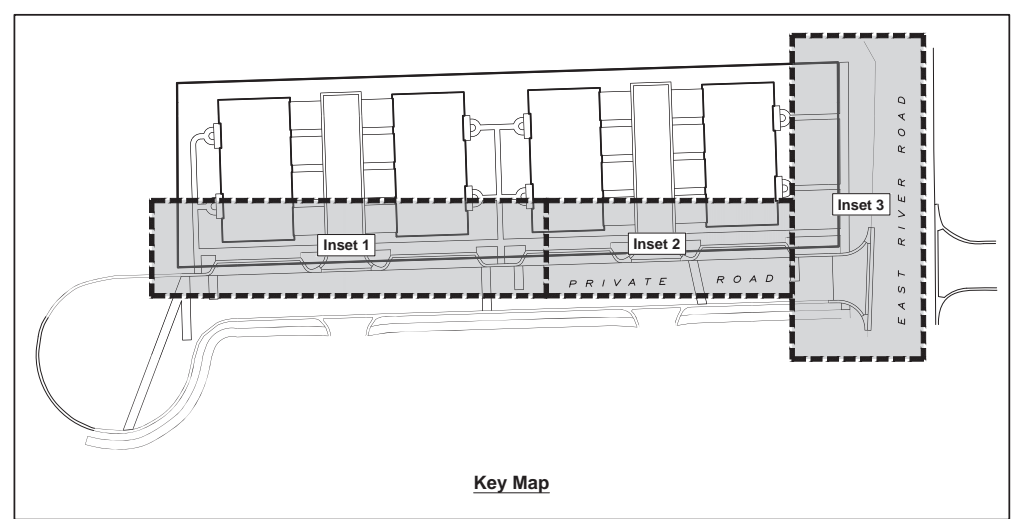 Inset 3
EAST RIVER ROAD
Inset 1
Inset 2
PRIVATE ROAD
Key Map